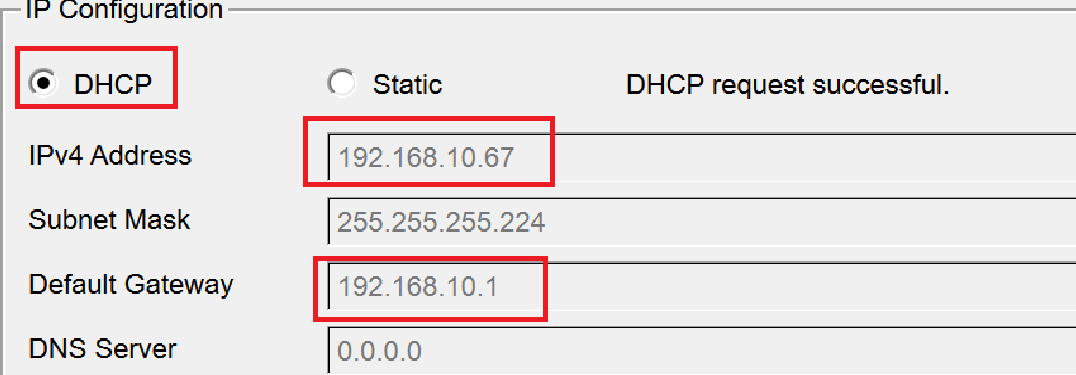 IP Configuration
DHCP Static DHCP request successful.
IPv4 Address 192.168.10.67
Subnet Mask 255.255.255.224
Default Gateway 192.168.10.1
DNS Server 0.0.0.0